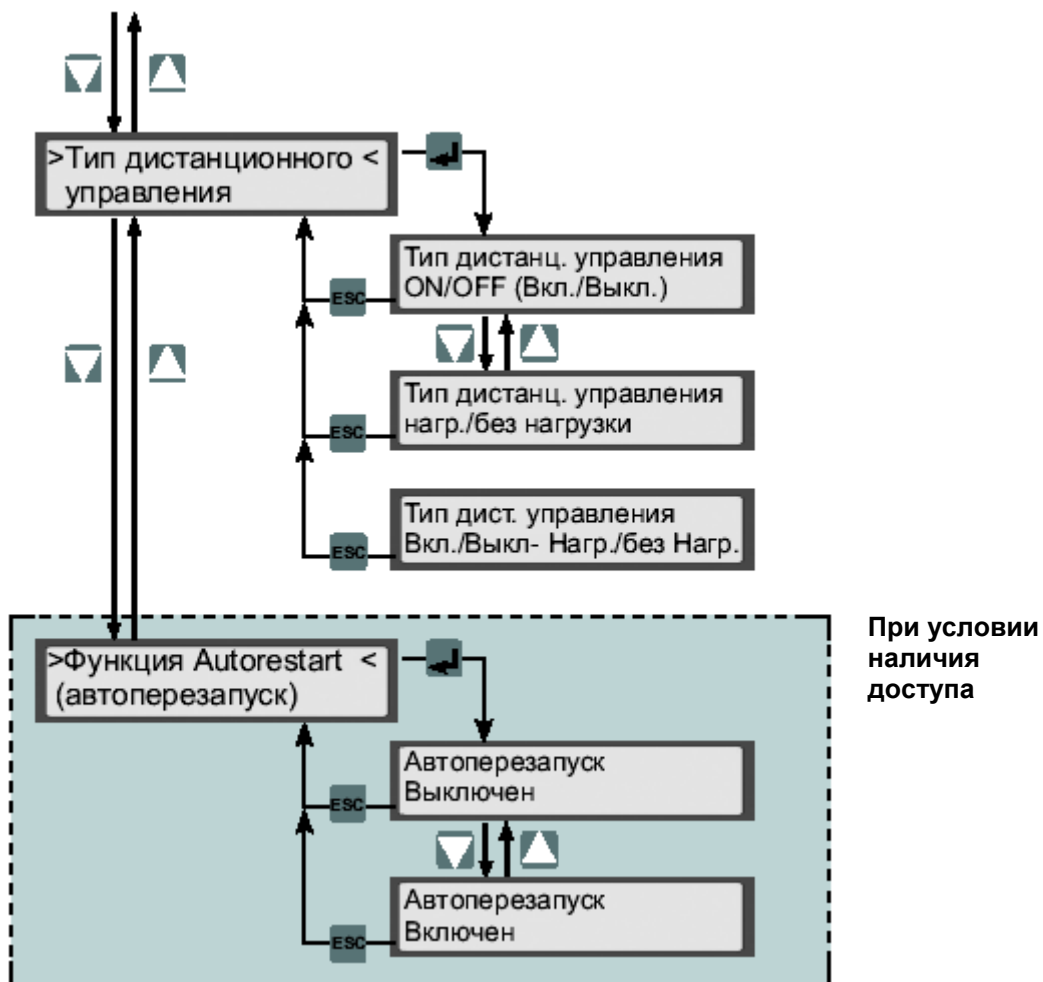 >Тип дистанционного <
управления
Тип дистанц. управления
ON/OFF (Вкл./Выкл.)
ESC
Тип дистанц. управления
нагр./без нагрузки
ESC
Тип дист. управления
Вкл./Выкл- Нагр./без Нагр.
ESC
При условии
наличия
доступа
>Функция Autorestart <
(автоперезапуск)
Автоперезапуск
Выключен
ESC
Автоперезапуск
Включен
ESC